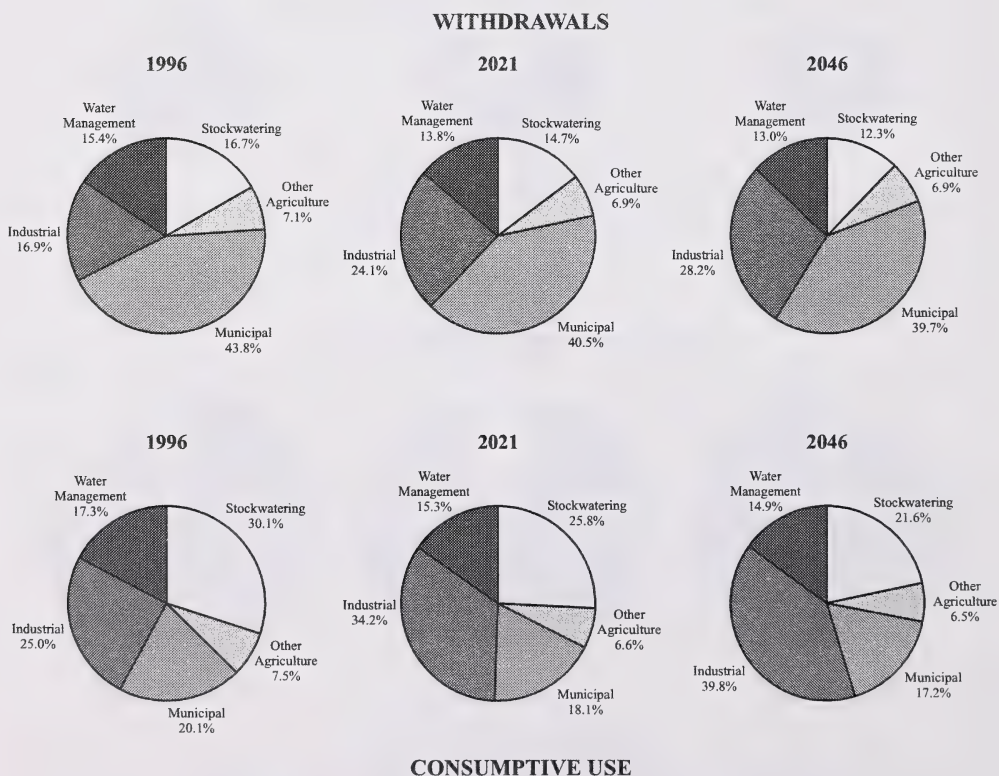 WITHDRAWALS
1996
Water
Management
15.4%
Stockwatering
16.7%
Other
Agriculture
7.1%
Industrial
16.9%
Municipal
43.8%
2021
Water
Management
13.8%
Stockwatering
14.7%
Other
Agriculture
6.9%
Industrial
24.1%
Municipal
40.5%
2046
Water
Management
13.0%
Stockwatering
12.3%
Other
Agriculture
6.9%
Industrial
28.2%
Municipal
39.7%
1996
Water
Management
17.3%
Stockwatering
30.1%
Other
Agriculture
7.5%
Industrial
25.0%
Municipal
20.1%
2021
Water
Management
15.3%
Stockwatering
25.8%
Other
Agriculture
6.6%
Industrial
34.2%
Municipal
18.1%
2046
Water
Management
14.9%
Stockwatering
21.6%
Other
Agriculture
6.5%
Industrial
39.8%
Municipal
17.2%
CONSUMPTIVE USE